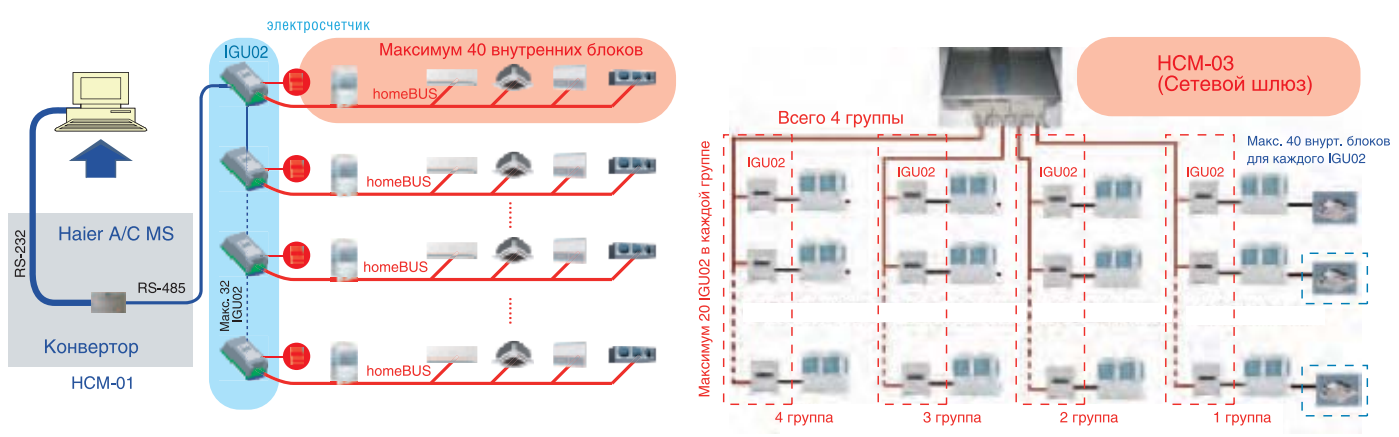 электросчетчик
IGU02
Максимум 40 внутренних блоков
homeBUS
homeBUS
homeBUS
homeBUS
RS-232
Haier A/C MS
RS-485
Макс. 32
IGU02
Конвертор
HCM-01
HCM-03
(Сетевой шлюз)
Всего 4 группы
Макс. 40 внурт. блоков
для каждого IGU02
IGU02
IGU02
IGU02
IGU02
Максимум 20 IGU02 в каждой группе
4 группа
3 группа
2 группа
1 группа